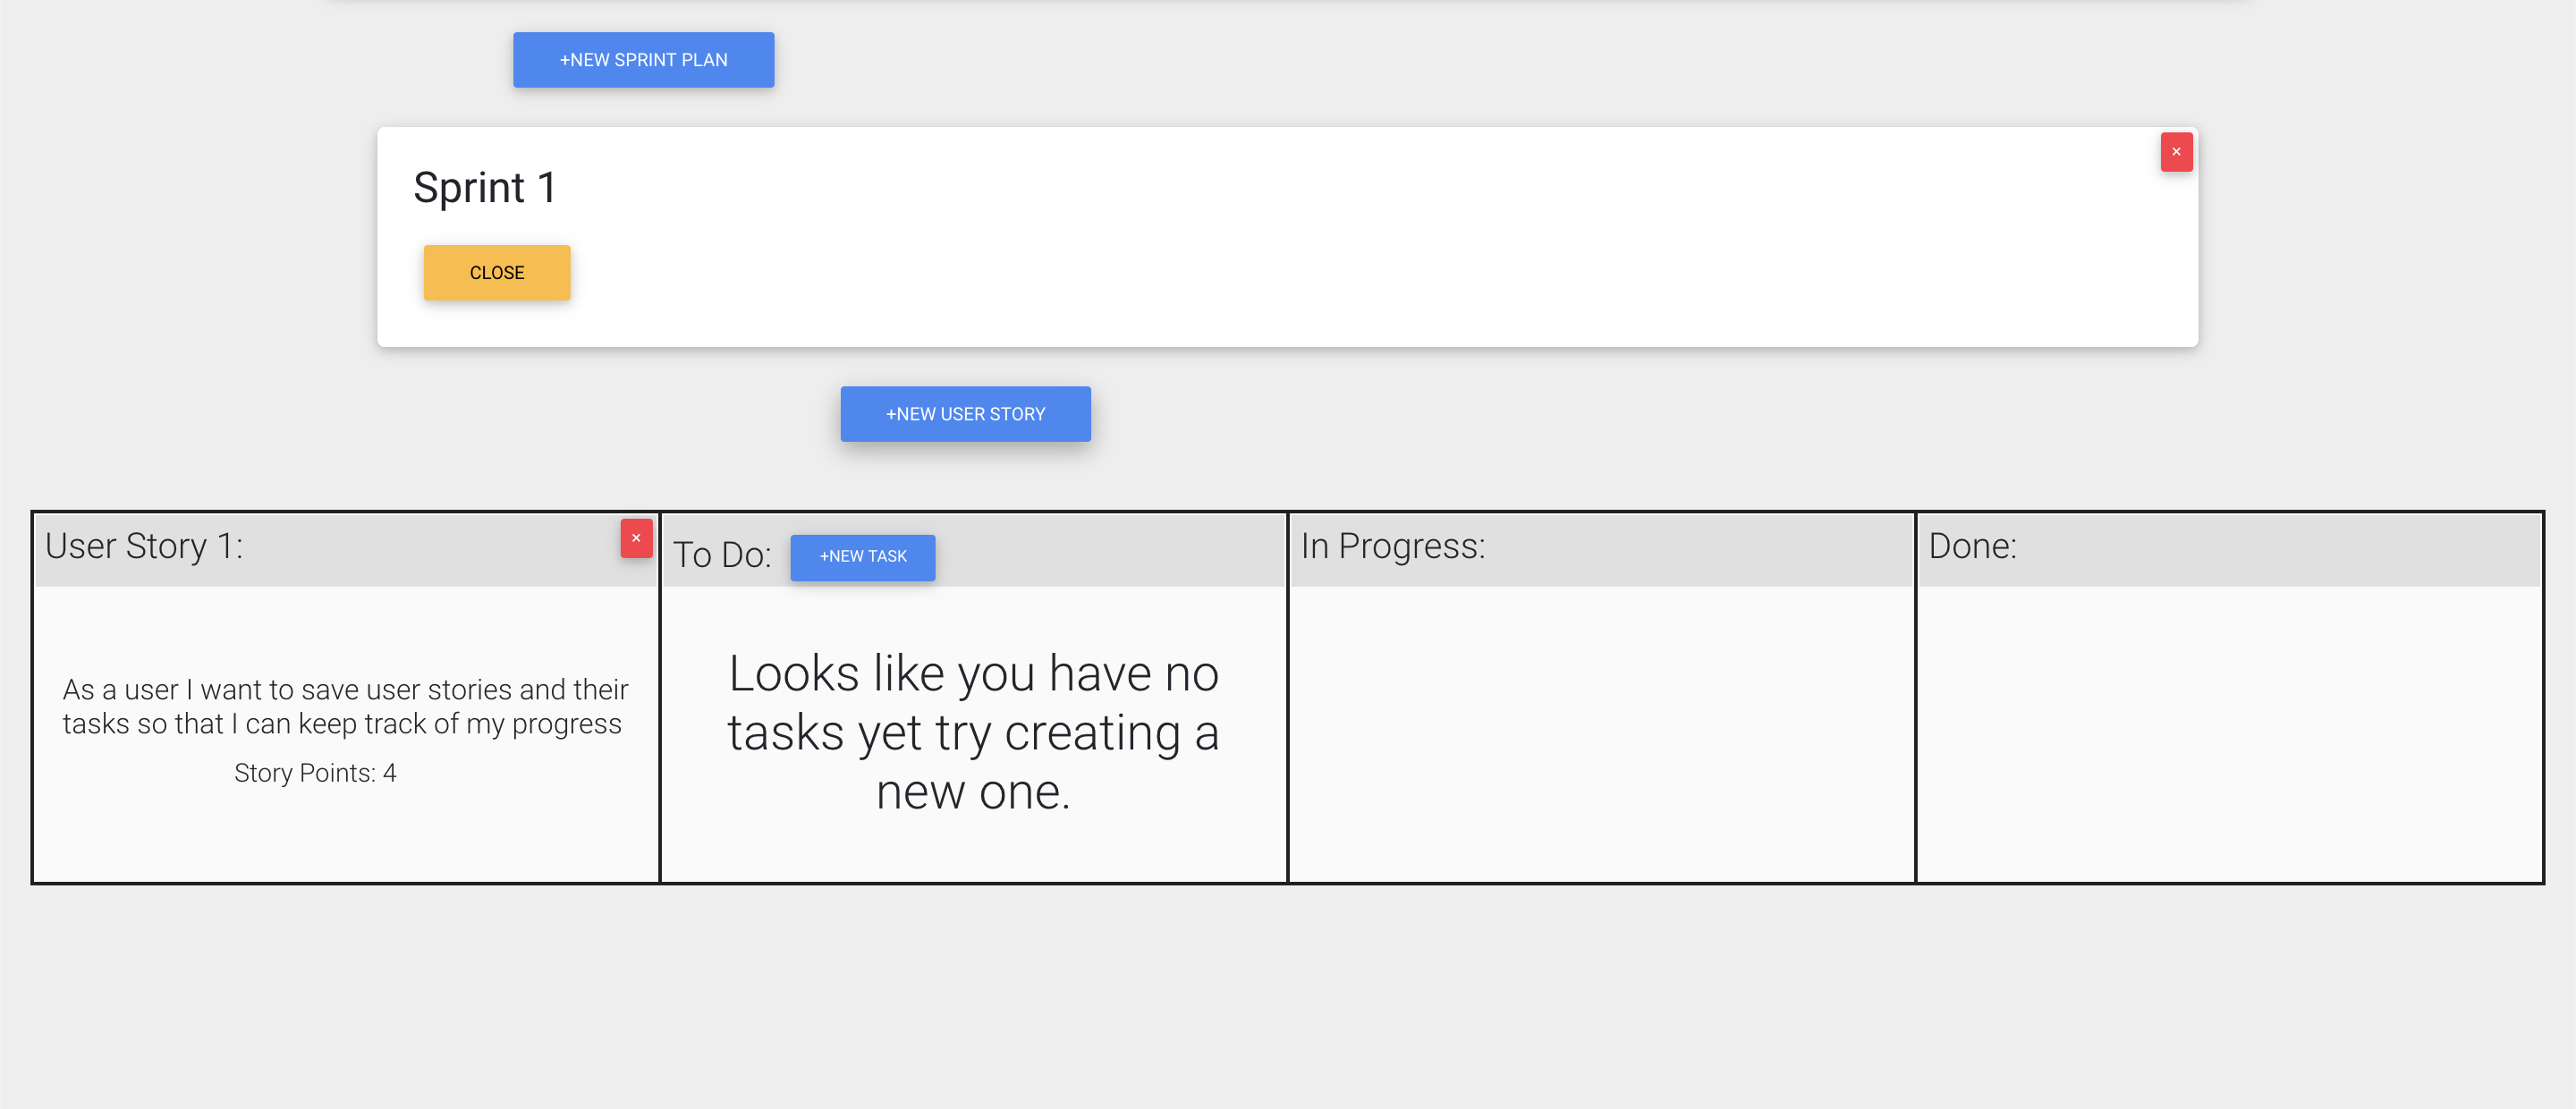 +NEW SPRINT PLAN
×
Sprint 1
CLOSE
+NEW USER STORY
User Story 1:
×
To Do:
+NEW TASK
In Progress:
Done:
As a user I want to save user stories and their
tasks so that I can keep track of my progress
Story Points: 4
Looks like you have no
tasks yet try creating a
new one.